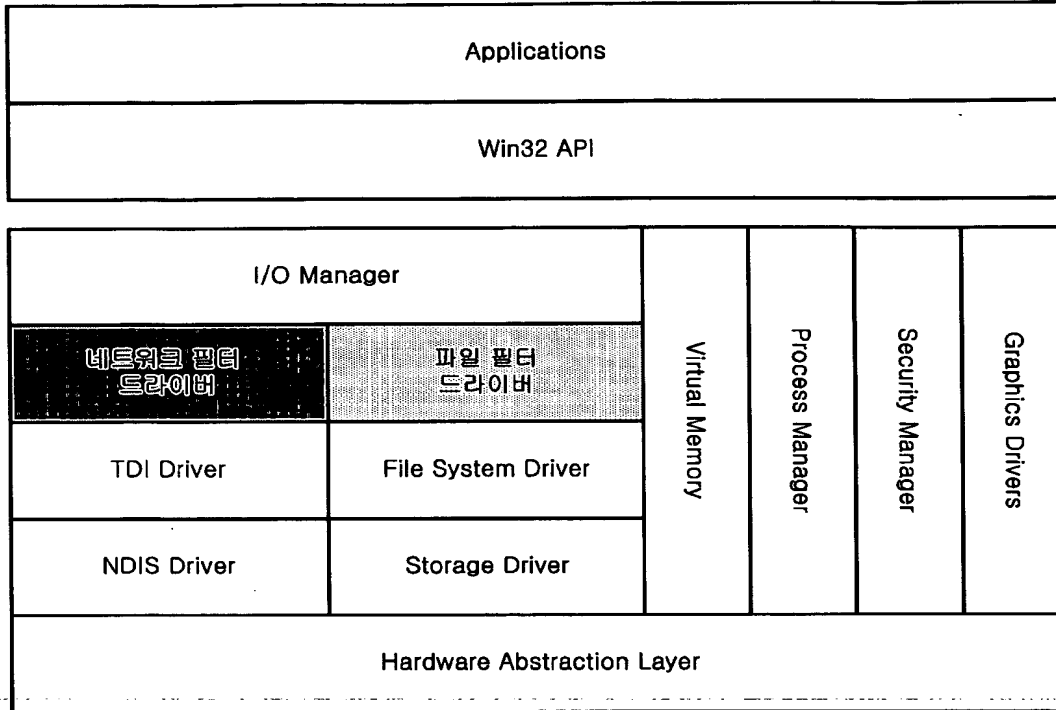 Applications
Win32 API
I/O Manager
네트워크 필터
드라이버
파일 필터
드라이버
TDI Driver
File System Driver
NDIS Driver
Storage Driver
Virtual Memory
Process Manager
Security Manager
Graphics Drivers
Hardware Abstraction Layer